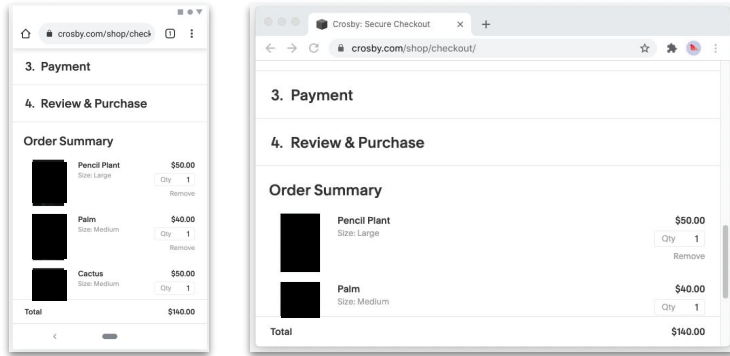 crosby.com/shop/check
1
3. Payment
4. Review & Purchase
Order Summary
Pencil Plant $50.00
Size: Large Qty 1
Remove
Palm $40.00
Size: Medium Qty 1
Remove
Cactus $50.00
Size: Medium Qty 1
Total $140.00
Crosby: Secure Checkout
crosby.com/shop/checkout/
3. Payment
4. Review & Purchase
Order Summary
Pencil Plant $50.00
Size: Large Qty 1
Remove
Palm $40.00
Size: Medium Qty 1
Total $140.00